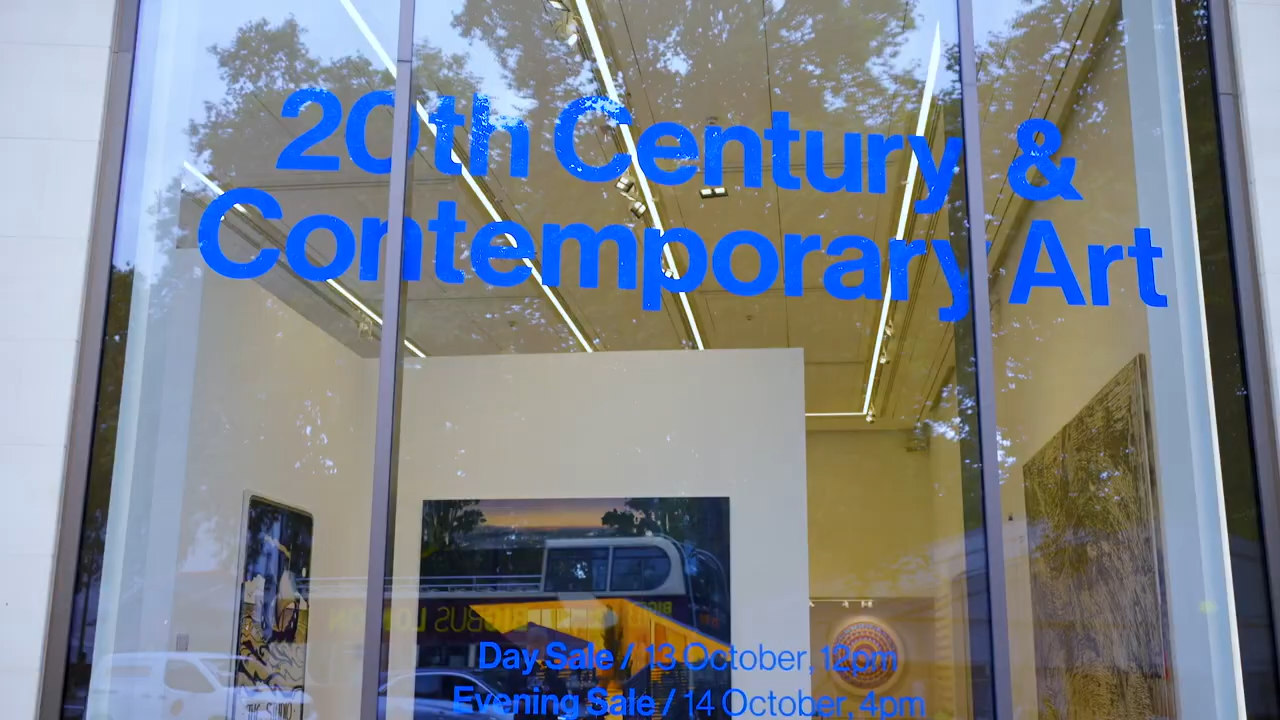 20th Century &
Contemporary Art
Day Sale / 13 October, 12pm
Evening Sale / 14 October, 4pm